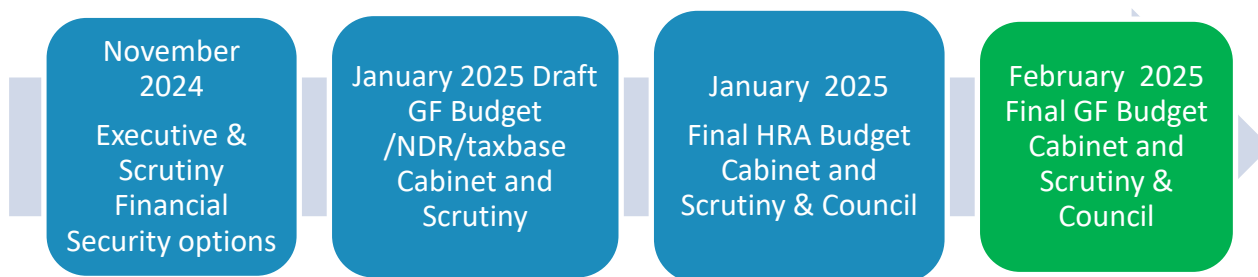 November
2024
Executive &
Scrutiny
Financial
Security options
January 2025 Draft
GF Budget
/NDR/taxbase
Cabinet and
Scrutiny
January  2025
Final HRA Budget
Cabinet and
Scrutiny & Council
February  2025
Final GF Budget
Cabinet and
Scrutiny &
Council